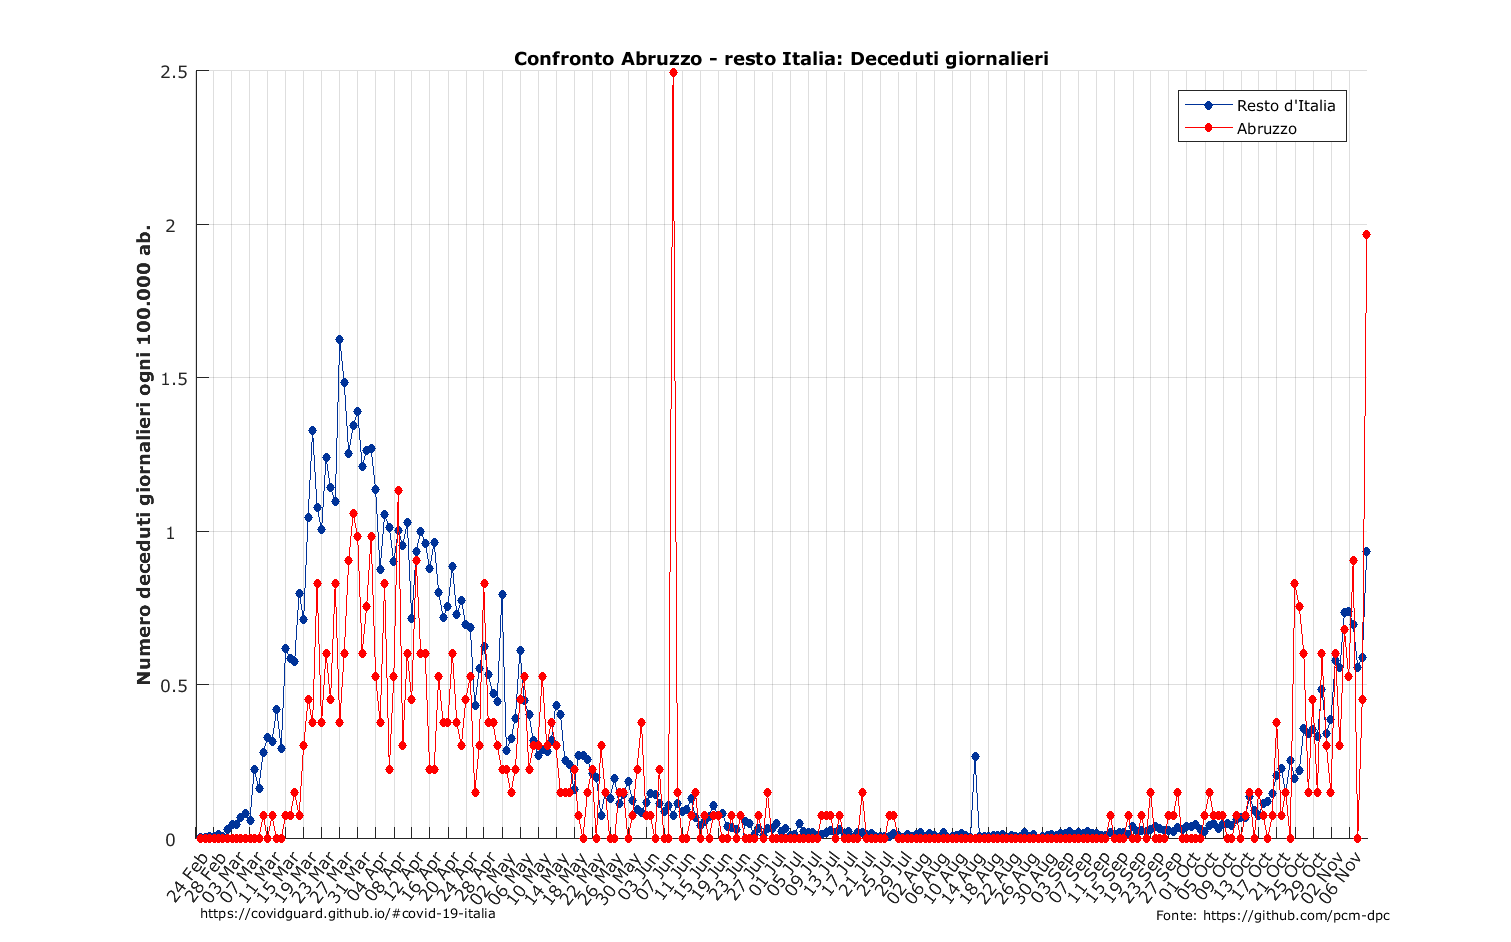 Confronto Abruzzo - resto Italia: Deceduti giornalieri
Resto d'Italia
Abruzzo
Numero deceduti giornalieri ogni 100.000 ab.
2.5
2
1.5
1
0.5
0
24 Feb
28 Feb
03 Mar
07 Mar
11 Mar
15 Mar
19 Mar
23 Mar
27 Mar
31 Mar
04 Apr
08 Apr
12 Apr
16 Apr
20 Apr
24 Apr
28 Apr
02 May
06 May
10 May
14 May
18 May
22 May
26 May
30 May
03 Jun
07 Jun
11 Jun
15 Jun
19 Jun
23 Jun
27 Jun
01 Jul
05 Jul
09 Jul
13 Jul
17 Jul
21 Jul
25 Jul
29 Jul
02 Aug
06 Aug
10 Aug
14 Aug
18 Aug
22 Aug
26 Aug
30 Aug
03 Sep
07 Sep
11 Sep
15 Sep
19 Sep
23 Sep
27 Sep
01 Oct
05 Oct
09 Oct
13 Oct
17 Oct
21 Oct
25 Oct
29 Oct
02 Nov
06 Nov
https://covidguard.github.io/#covid-19-italia
Fonte: https://github.com/pcm-dpc